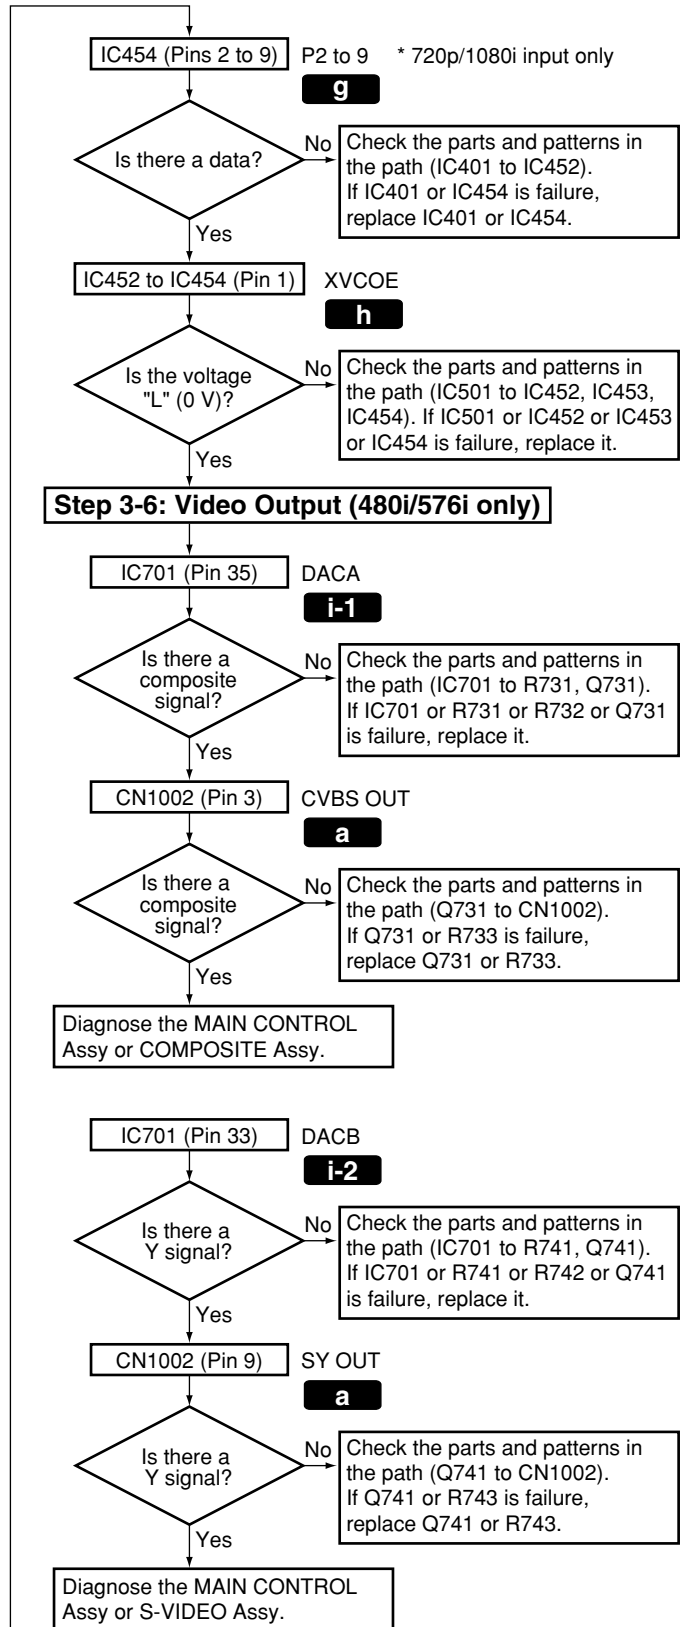 IC454 (Pins 2 to 9) P2 to 9 * 720p/1080i input only
g
Is there a data?
No
Check the parts and patterns in
the path (IC401 to IC452).
If IC401 or IC454 is failure,
replace IC401 or IC454.
Yes
IC452 to IC454 (Pin 1) XVCOE
h
Is the voltage
"L" (0 V)?
No
Check the parts and patterns in
the path (IC501 to IC452, IC453,
IC454). If IC501 or IC452 or IC453
or IC454 is failure, replace it.
Yes
Step 3-6: Video Output (480i/576i only)
IC701 (Pin 35) DACA
i-1
Is there a
composite
signal?
No
Check the parts and patterns in
the path (IC701 to R731, Q731).
If IC701 or R731 or R732 or Q731
is failure, replace it.
Yes
CN1002 (Pin 3) CVBS OUT
a
Is there a
composite
signal?
No
Check the parts and patterns in
the path (Q731 to CN1002).
If Q731 or R733 is failure,
replace Q731 or R733.
Yes
Diagnose the MAIN CONTROL
Assy or COMPOSITE Assy.
IC701 (Pin 33) DACB
i-2
Is there a
Y signal?
No
Check the parts and patterns in
the path (IC701 to R741, Q741).
If IC701 or R741 or R742 or Q741
is failure, replace it.
Yes
CN1002 (Pin 9) SY OUT
a
Is there a
Y signal?
No
Check the parts and patterns in
the path (Q741 to CN1002).
If Q741 or R743 is failure,
replace Q741 or R743.
Yes
Diagnose the MAIN CONTROL
Assy or S-VIDEO Assy.